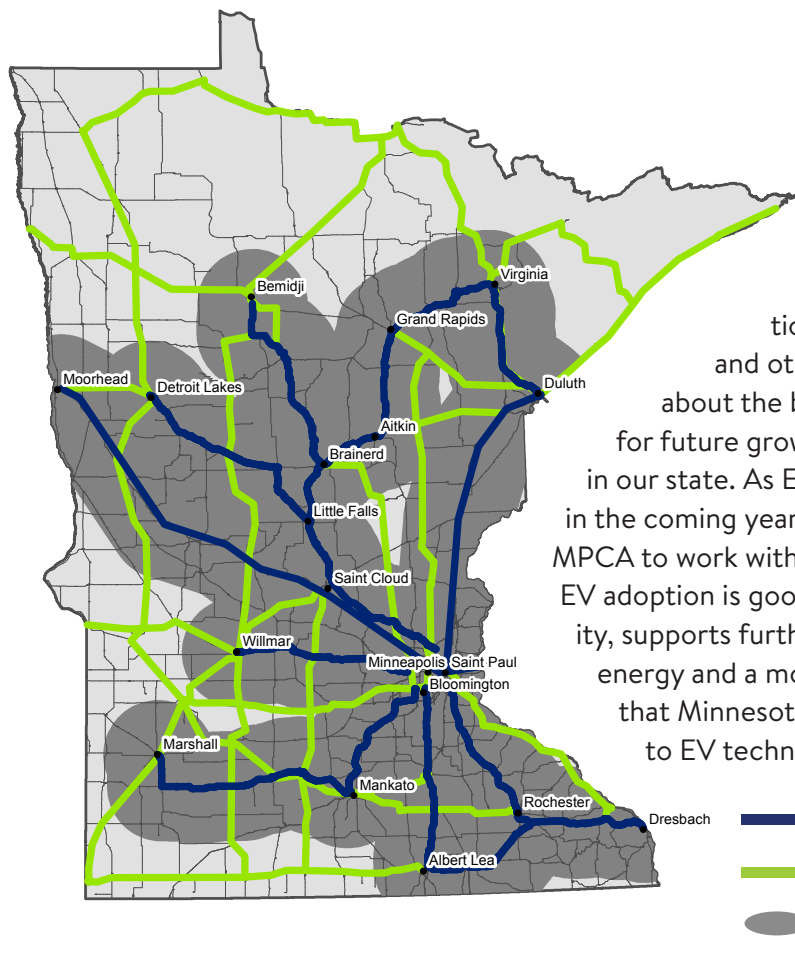 Bemidji
Virginia
Grand Rapids
tio
Moorhead
Detroit Lakes
Duluth
and ot
about the b
Aitkin
for future grow
Brainerd
in our state. As E
Little Falls
in the coming year
MPCA to work with
Saint Cloud
EV adoption is goo
ity, supports furth
Willmar
Minneapolis Saint Paul
energy and a mo
Bloomington
that Minnesot
Marshall
to EV techn
Mankato
Rochester
Dresbach
Albert Lea